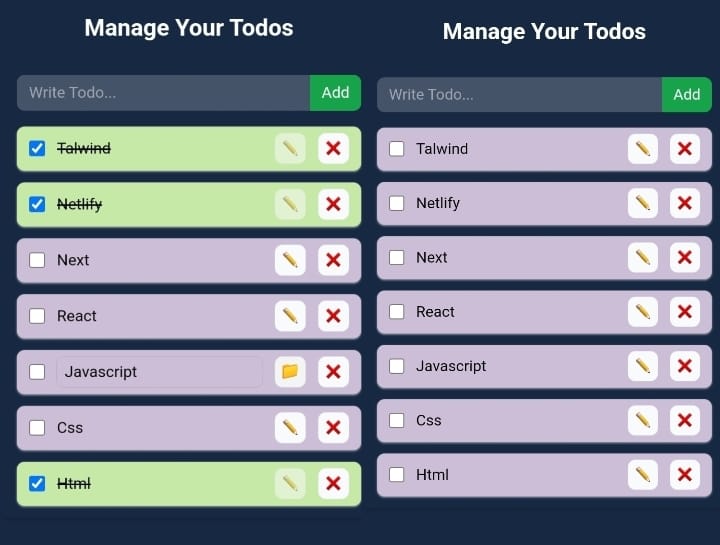 Manage Your Todos
Write Todo...
Add
Talwind
Netlify
Next
React
Javascript
Css
Html
Manage Your Todos
Write Todo...
Add
Talwind
Netlify
Next
React
Javascript
Css
Html